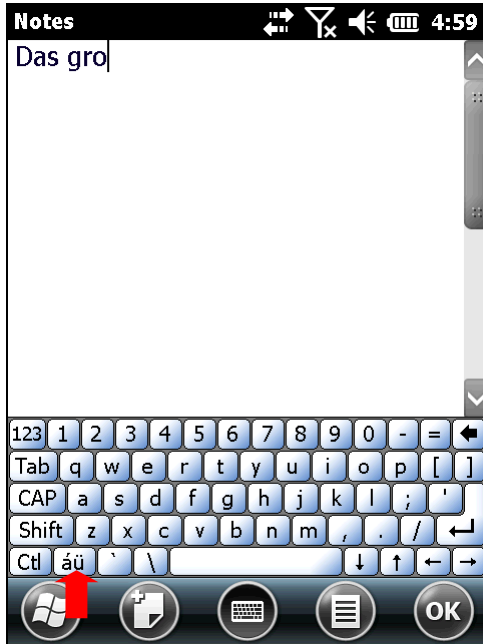 Notes 4:59
Das gro
123 1 2 3 4 5 6 7 8 9 0 - =
Tab q w e r t y u i o p [ ]
CAP a s d f g h j k l ; '
Shift z x c v b n m , . / ↵
Ctl áü ` \ ↓ ↑ ← →
OK